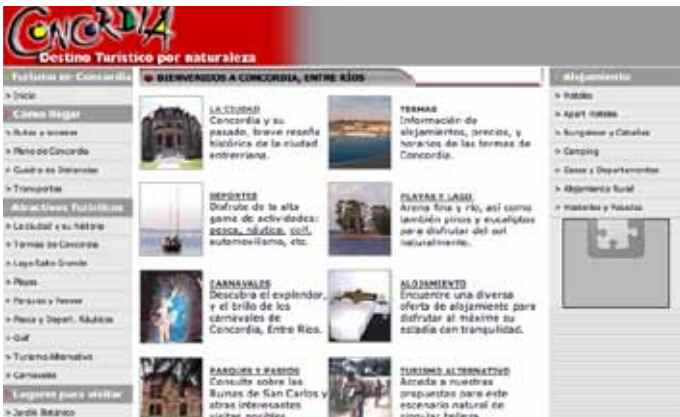 CONCORDIA
Destino Turístico por naturaleza
Turismo en Concordia
» Inicio
Cómo llegar
» Rutas y accesos
» Plano de Concordia
» Cuadro de Distancias
» Transportes
Atractivos Turísticos
» La ciudad y su historia
» Termas de Concordia
» Lago Salto Grande
» Playas
» Parques y Paseos
» Pesca y Deport. Náuticos
» Golf
» Turismo Alternativo
» Carnavales
Lugares para visitar
» Jardín Botánico
BIENVENIDOS A CONCORDIA, ENTRE RÍOS
LA CIUDAD
Concordia y su
pasado, breve reseña
histórica de la ciudad
entrerriana.
TERMAS
Información de
alojamientos, precios, y
horarios de las termas de
Concordia.
DEPORTES
Disfrute de la alta
gama de actividades:
pesca, náutica, golf,
automovilismo, etc.
PLAYAS Y LAGO
Arena fina y río, así como
también pinos y eucaliptos
para disfrutar del sol
naturalmente.
CARNAVALES
Descubra el explendor,
y el brillo de los
carnavales de
Concordia, Entre Rios.
ALOJAMIENTO
Encuentre una diversa
oferta de alojamiento para
disfrutar al máximo su
estadía con tranquilidad.
PARQUES Y PASEOS
Consulte sobre las
Ruinas de San Carlos y
otras interesantes
visitas posibles.
TURISMO ALTERNATIVO
Acceda a nuestras
propuestas para este
escenario natural de
singular belleza.
Alojamiento
» Hoteles
» Apart Hoteles
» Bungalows y Cabañas
» Camping
» Casas y Departamentos
» Alojamiento Rural
» Hosterías y Posadas